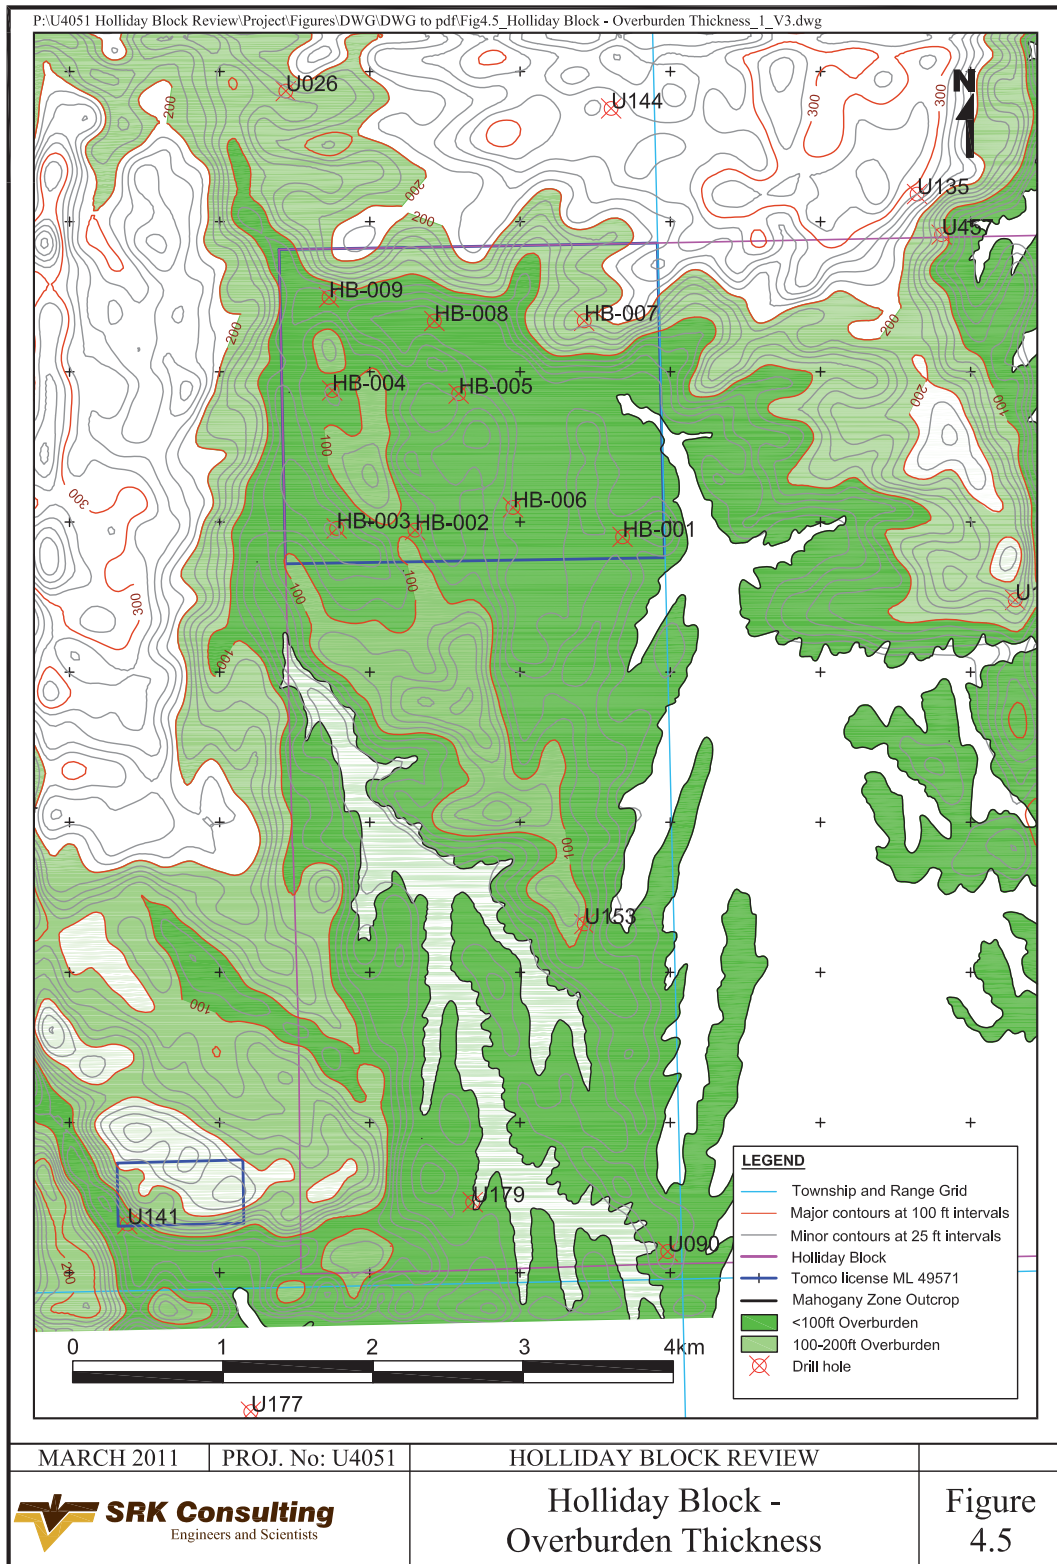 P:\U4051 Holliday Block Review\Project\Figures\DWG\DWG to pdf\Fig4.5_Holliday Block - Overburden Thickness_1_V3.dwg
200
U026
U144
300
300
N
200
200
U135
U457
HB-009
HB-008
HB-007
200
200
HB-004
HB-005
200
100
100
300
HB-003
HB-002
HB-006
HB-001
100
100
300
U1
100
100
U153
100
U141
U179
U090
200
LEGEND
Township and Range Grid
Major contours at 100 ft intervals
Minor contours at 25 ft intervals
Holliday Block
Tomco license ML 49571
Mahogany Zone Outcrop
<100ft Overburden
100-200ft Overburden
Drill hole
0 1 2 3 4km
U177
MARCH 2011
PROJ. No: U4051
HOLLIDAY BLOCK REVIEW
SRK Consulting
Engineers and Scientists
Holliday Block -
Overburden Thickness
Figure
4.5